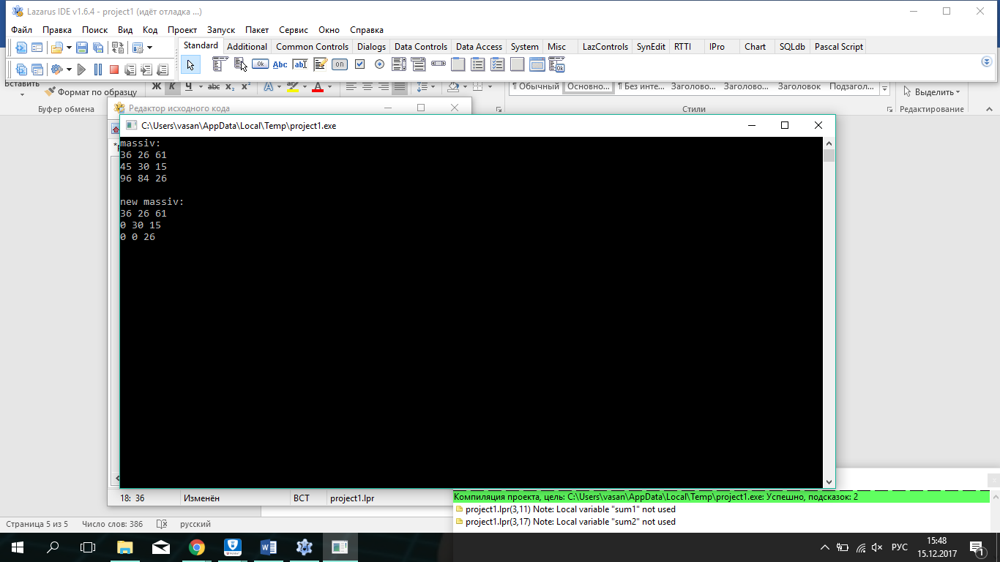 Lazarus IDE v1.6.4 - project1 (идёт отладка ...)
Файл Правка Поиск Вид Код Проект Запуск Пакет Сервис Окно Справка
Standard Additional Common Controls Dialogs Data Controls Data Access System Misc LazControls SynEdit RTTI IPro Chart SQLdb Pascal Script
Ok Abc ab on Ok
Вставить
Формат по образцу
Ж К Ч abc x₂ x² A ab A
¶ Обычный Основно... ¶ Без инте... Заголово... Заголово... Заголовок Подзагол...
Выделить
Буфер обмена Стили Редактирование
Редактор исходного кода
C:\Users\vasan\AppData\Local\Temp\project1.exe
massiv:
36 26 61
45 30 15
96 84 26
new massiv:
36 26 61
0 30 15
0 0 26
18: 36 Изменён ВСТ project1.lpr
Компиляция проекта, цель: C:\Users\vasan\AppData\Local\Temp\project1.exe: Успешно, подсказок: 2
project1.lpr(3,11) Note: Local variable "sum1" not used
project1.lpr(3,17) Note: Local variable "sum2" not used
Страница 5 из 5 Число слов: 386 русский
РУС
15:48
15.12.2017
1